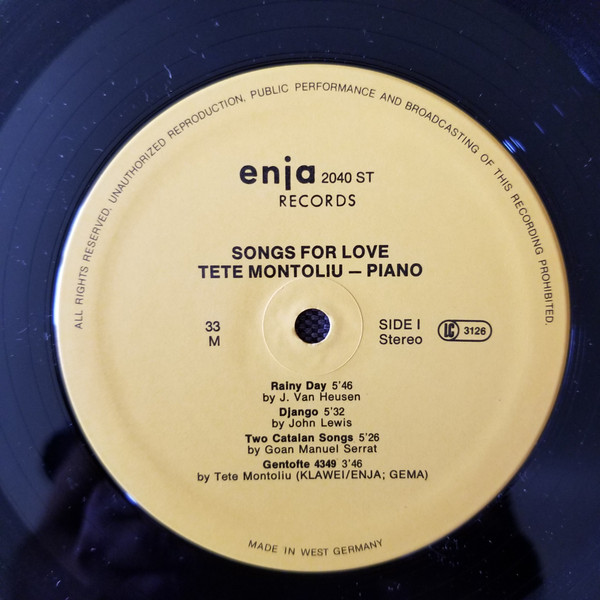 ALL RIGHTS RESERVED. UNAUTHORIZED REPRODUCTION, PUBLIC PERFORMANCE AND BROADCASTING OF THIS RECORDING PROHIBITED.
enja 2040 ST
RECORDS
SONGS FOR LOVE
TETE MONTOLIU – PIANO
33 SIDE I LC 3126
M Stereo
Rainy Day 5'46
by J. Van Heusen
Django 5'32
by John Lewis
Two Catalan Songs 5'26
by Goan Manuel Serrat
Gentofte 4349 3'46
by Tete Montoliu (KLAWEI/ENJA; GEMA)
MADE IN WEST GERMANY